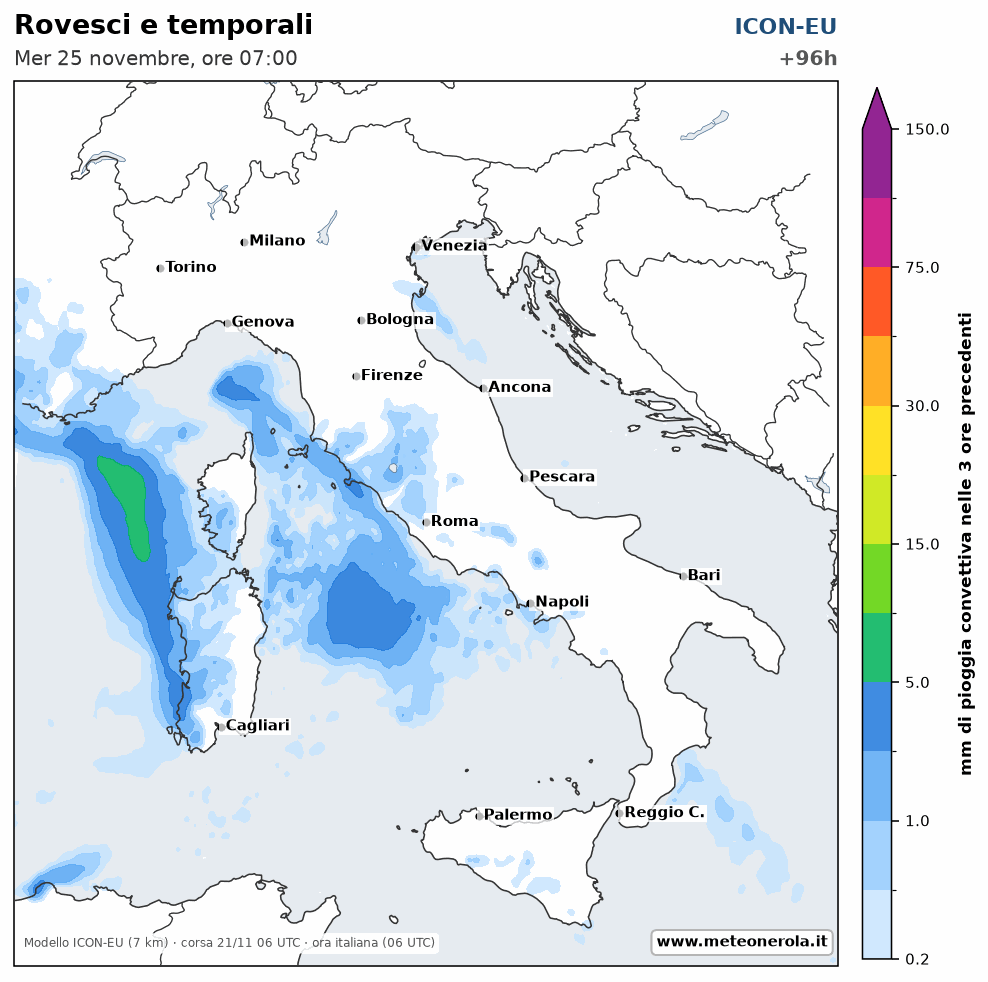 Rovesci e temporali
ICON-EU
Mer 25 novembre, ore 07:00
+96h
150.0
75.0
30.0
15.0
5.0
1.0
0.2
mm di pioggia convettiva nelle 3 ore precedenti
Milano
Venezia
Torino
Genova
Bologna
Firenze
Ancona
Pescara
Roma
Bari
Napoli
Cagliari
Palermo
Reggio C.
Modello ICON-EU (7 km) · corsa 21/11 06 UTC · ora italiana (06 UTC)
www.meteonerola.it